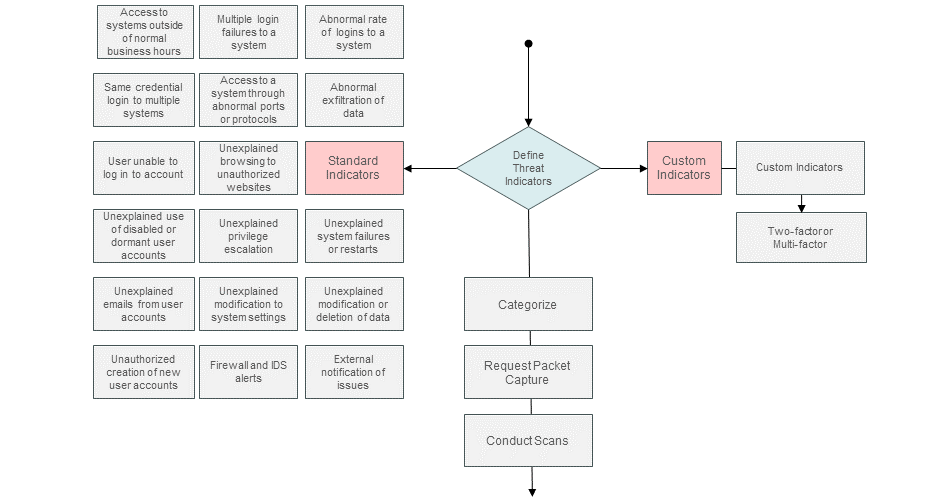 Access to
systems outside
of normal
business hours
Multiple login
failures to a
system
Abnormal rate
of logins to a
system
Same credential
login to multiple
systems
Access to a
system through
abnormal ports
or protocols
Abnormal
exfiltration of
data
User unable to
log in to account
Unexplained
browsing to
unauthorized
websites
Standard
Indicators
Define
Threat
Indicators
Custom
Indicators
Custom Indicators
Two-factor or
Multi-factor
Unexplained use
of disabled or
dormant user
accounts
Unexplained
privilege
escalation
Unexplained
system failures
or restarts
Unexplained
emails from user
accounts
Unexplained
modification to
system settings
Unexplained
modification or
deletion of data
Categorize
Unauthorized
creation of new
user accounts
Firewall and IDS
alerts
External
notification of
issues
Request Packet
Capture
Conduct Scans